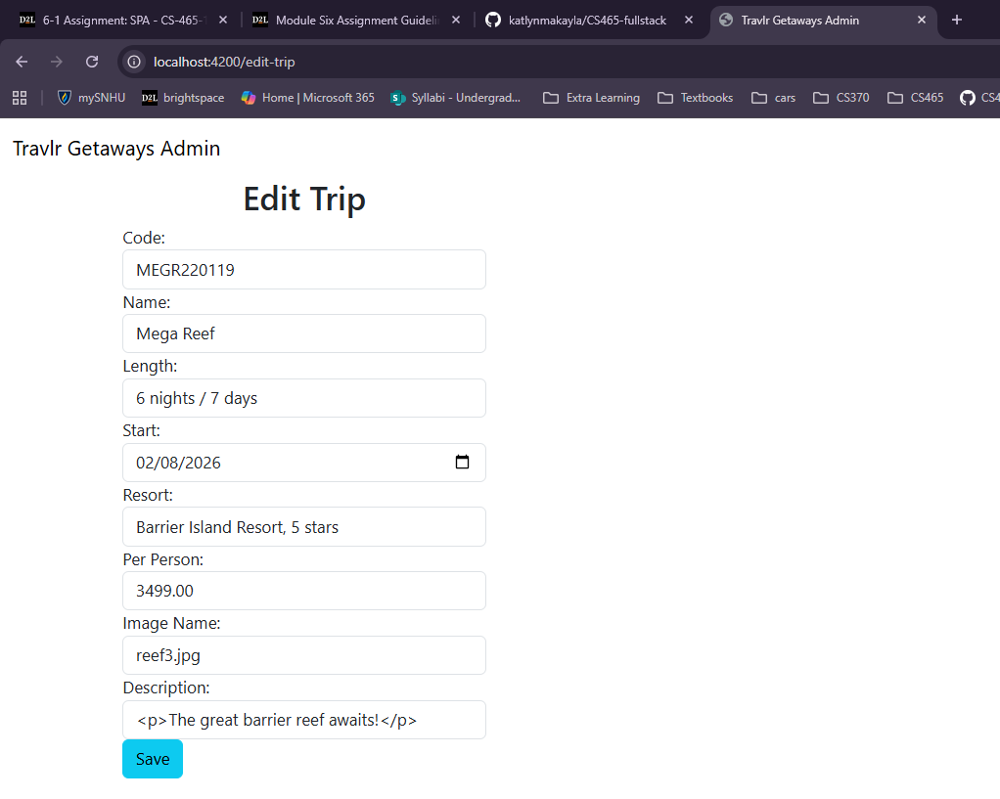 6-1 Assignment: SPA - CS-465-1
Module Six Assignment Guideli
katlynmakayla/CS465-fullstack
Travlr Getaways Admin
localhost:4200/edit-trip
mySNHU
D2L brightspace
Home | Microsoft 365
Syllabi - Undergrad...
Extra Learning
Textbooks
cars
CS370
CS465
CS4
Travlr Getaways Admin
Edit Trip
Code:
MEGR220119
Name:
Mega Reef
Length:
6 nights / 7 days
Start:
02/08/2026
Resort:
Barrier Island Resort, 5 stars
Per Person:
3499.00
Image Name:
reef3.jpg
Description:
<p>The great barrier reef awaits!</p>
Save